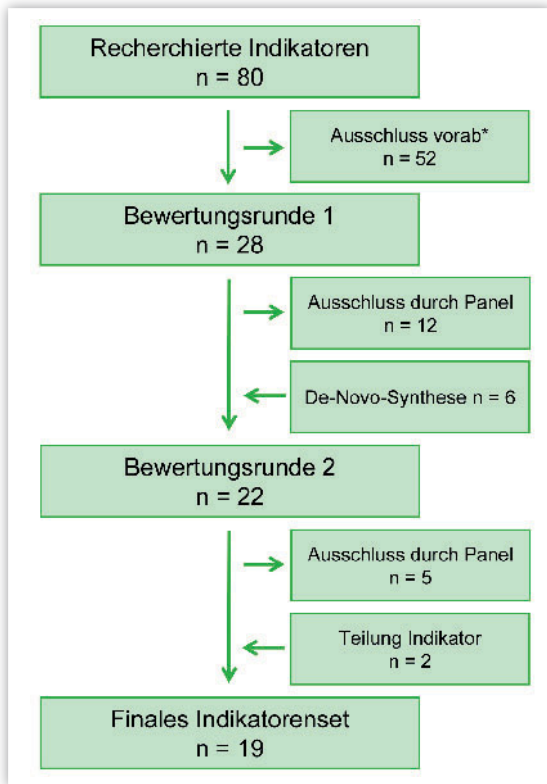 Recherchierte Indikatoren
n = 80
Ausschluss vorab*
n = 52
Bewertungsrunde 1
n = 28
Ausschluss durch Panel
n = 12
De-Novo-Synthese n = 6
Bewertungsrunde 2
n = 22
Ausschluss durch Panel
n = 5
Teilung Indikator
n = 2
Finales Indikatorenset
n = 19